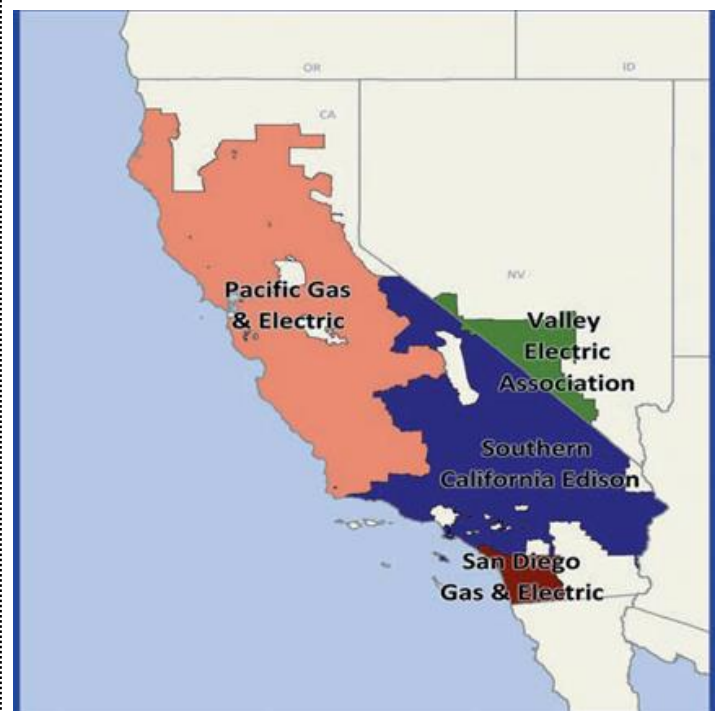 OR
ID
CA
NV
Pacific Gas
& Electric
Valley
Electric
Association
Southern
California Edison
San Diego
Gas & Electric